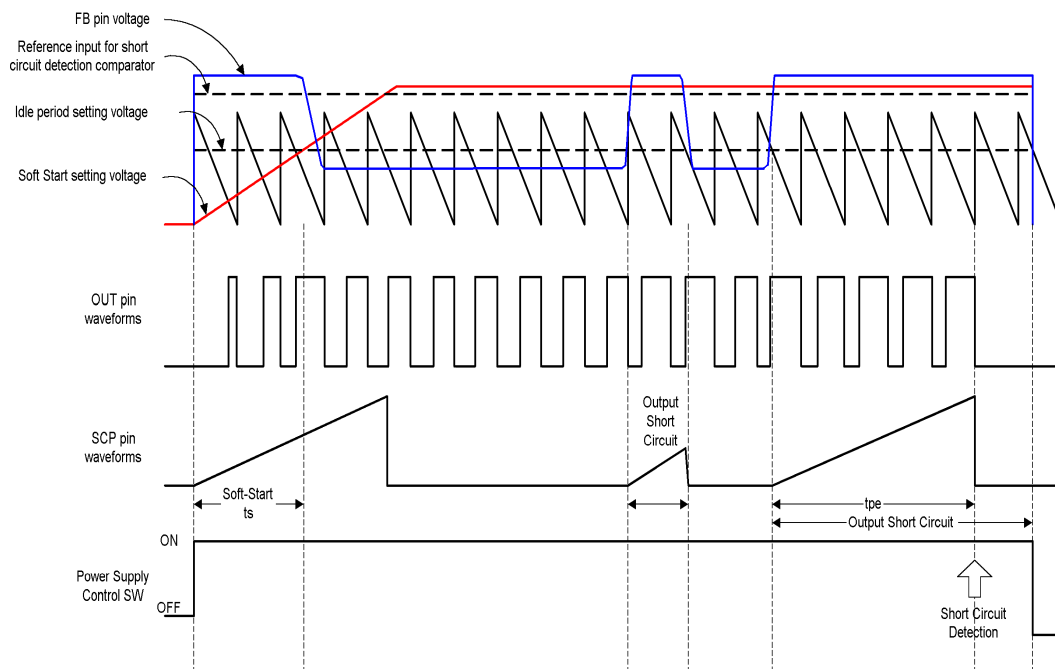 FB pin voltage
Reference input for short
circuit detection comparator
Idle period setting voltage
Soft Start setting voltage
OUT pin
waveforms
SCP pin
waveforms
Output
Short
Circuit
Soft-Start
ts
tpe
Output Short Circuit
ON
Power Supply
Control SW
OFF
Short Circuit
Detection